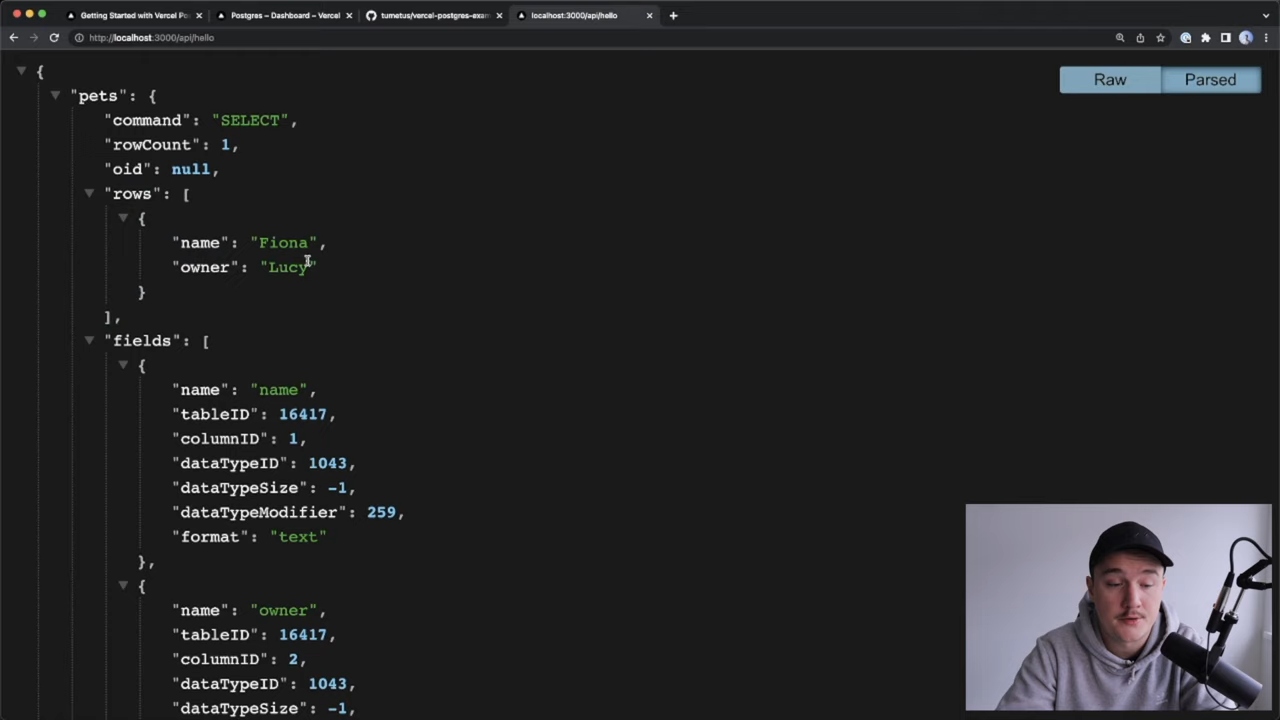 Getting Started with Vercel Po
Postgres – Dashboard – Vercel
tumetus/vercel-postgres-exam
localhost:3000/api/hello
http://localhost:3000/api/hello
Raw
Parsed
{
"pets": {
"command": "SELECT",
"rowCount": 1,
"oid": null,
"rows": [
{
"name": "Fiona",
"owner": "Lucy"
}
],
"fields": [
{
"name": "name",
"tableID": 16417,
"columnID": 1,
"dataTypeID": 1043,
"dataTypeSize": -1,
"dataTypeModifier": 259,
"format": "text"
},
{
"name": "owner",
"tableID": 16417,
"columnID": 2,
"dataTypeID": 1043,
"dataTypeSize": -1,